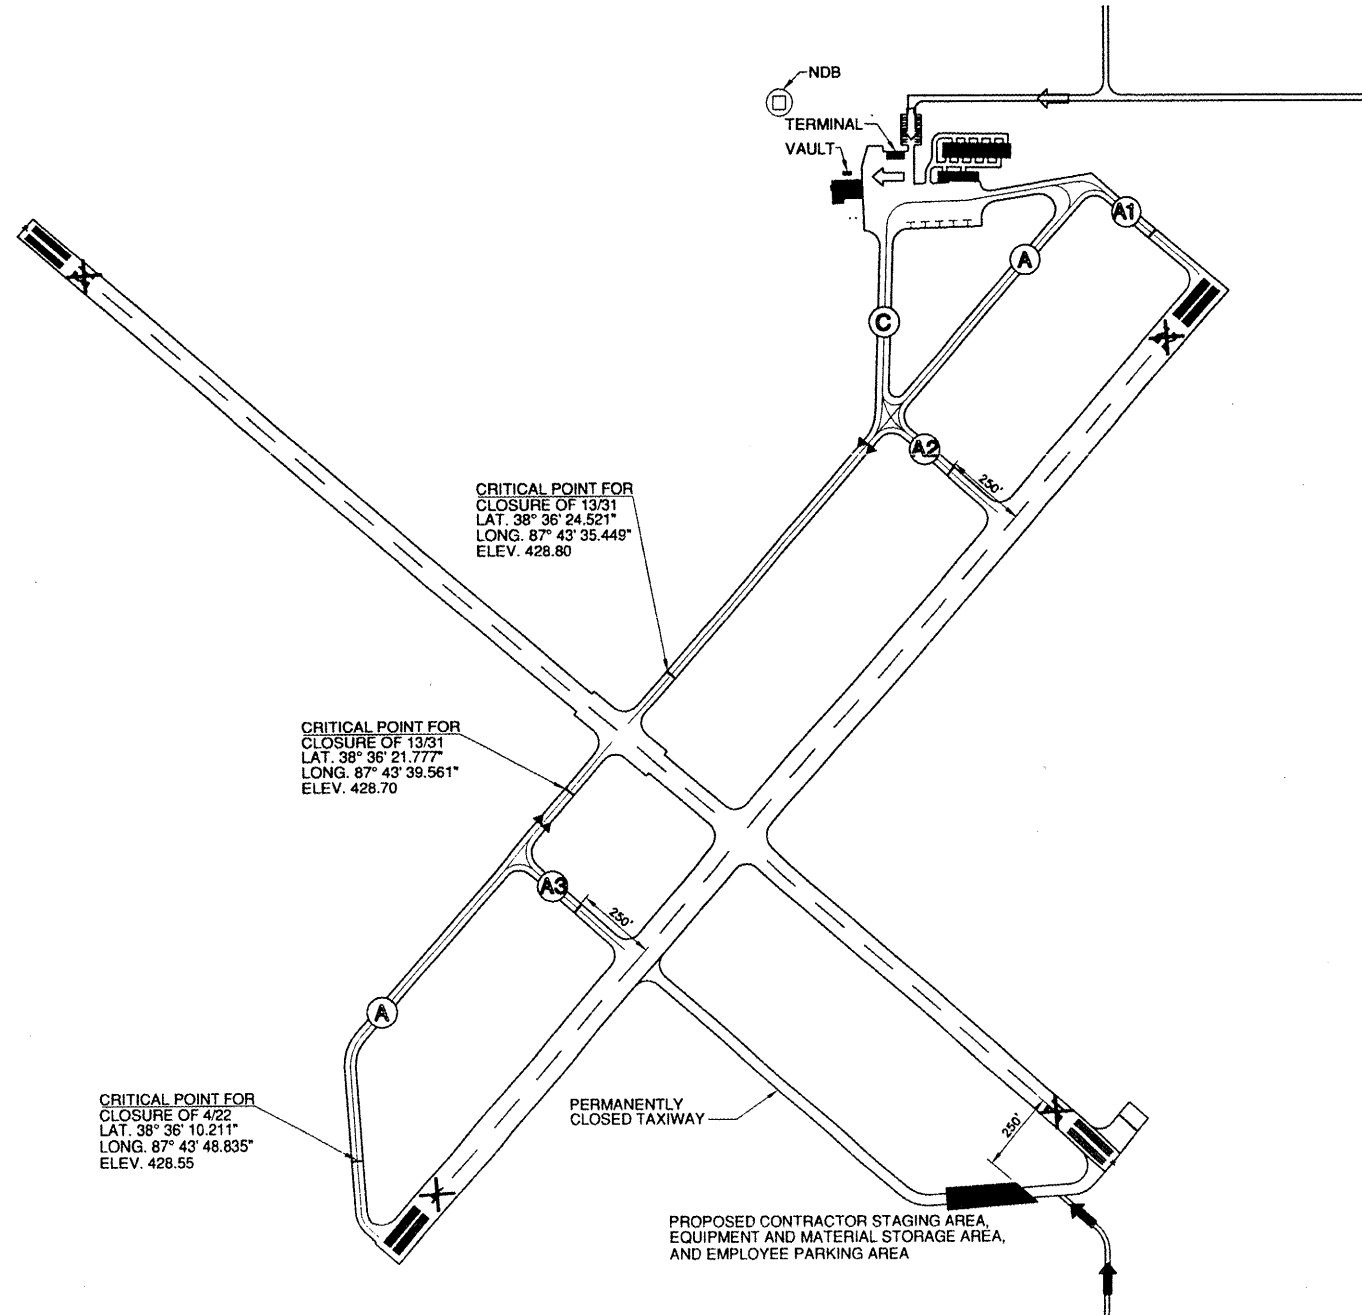 NDB
TERMINAL
VAULT
A1
A
C
A2
250'
CRITICAL POINT FOR
CLOSURE OF 13/31
LAT. 38° 36' 24.521"
LONG. 87° 43' 35.449"
ELEV. 428.80
CRITICAL POINT FOR
CLOSURE OF 13/31
LAT. 38° 36' 21.777"
LONG. 87° 43' 39.561"
ELEV. 428.70
A3
250'
A
CRITICAL POINT FOR
CLOSURE OF 4/22
LAT. 38° 36' 10.211"
LONG. 87° 43' 48.835"
ELEV. 428.55
PERMANENTLY
CLOSED TAXIWAY
250'
PROPOSED CONTRACTOR STAGING AREA,
EQUIPMENT AND MATERIAL STORAGE AREA,
AND EMPLOYEE PARKING AREA